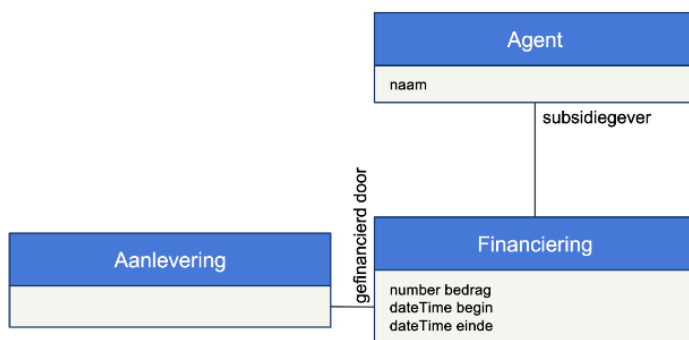 Agent
naam
subsidiegever
gefinancierd door
Aanlevering
Financiering
number bedrag
dateTime begin
dateTime einde